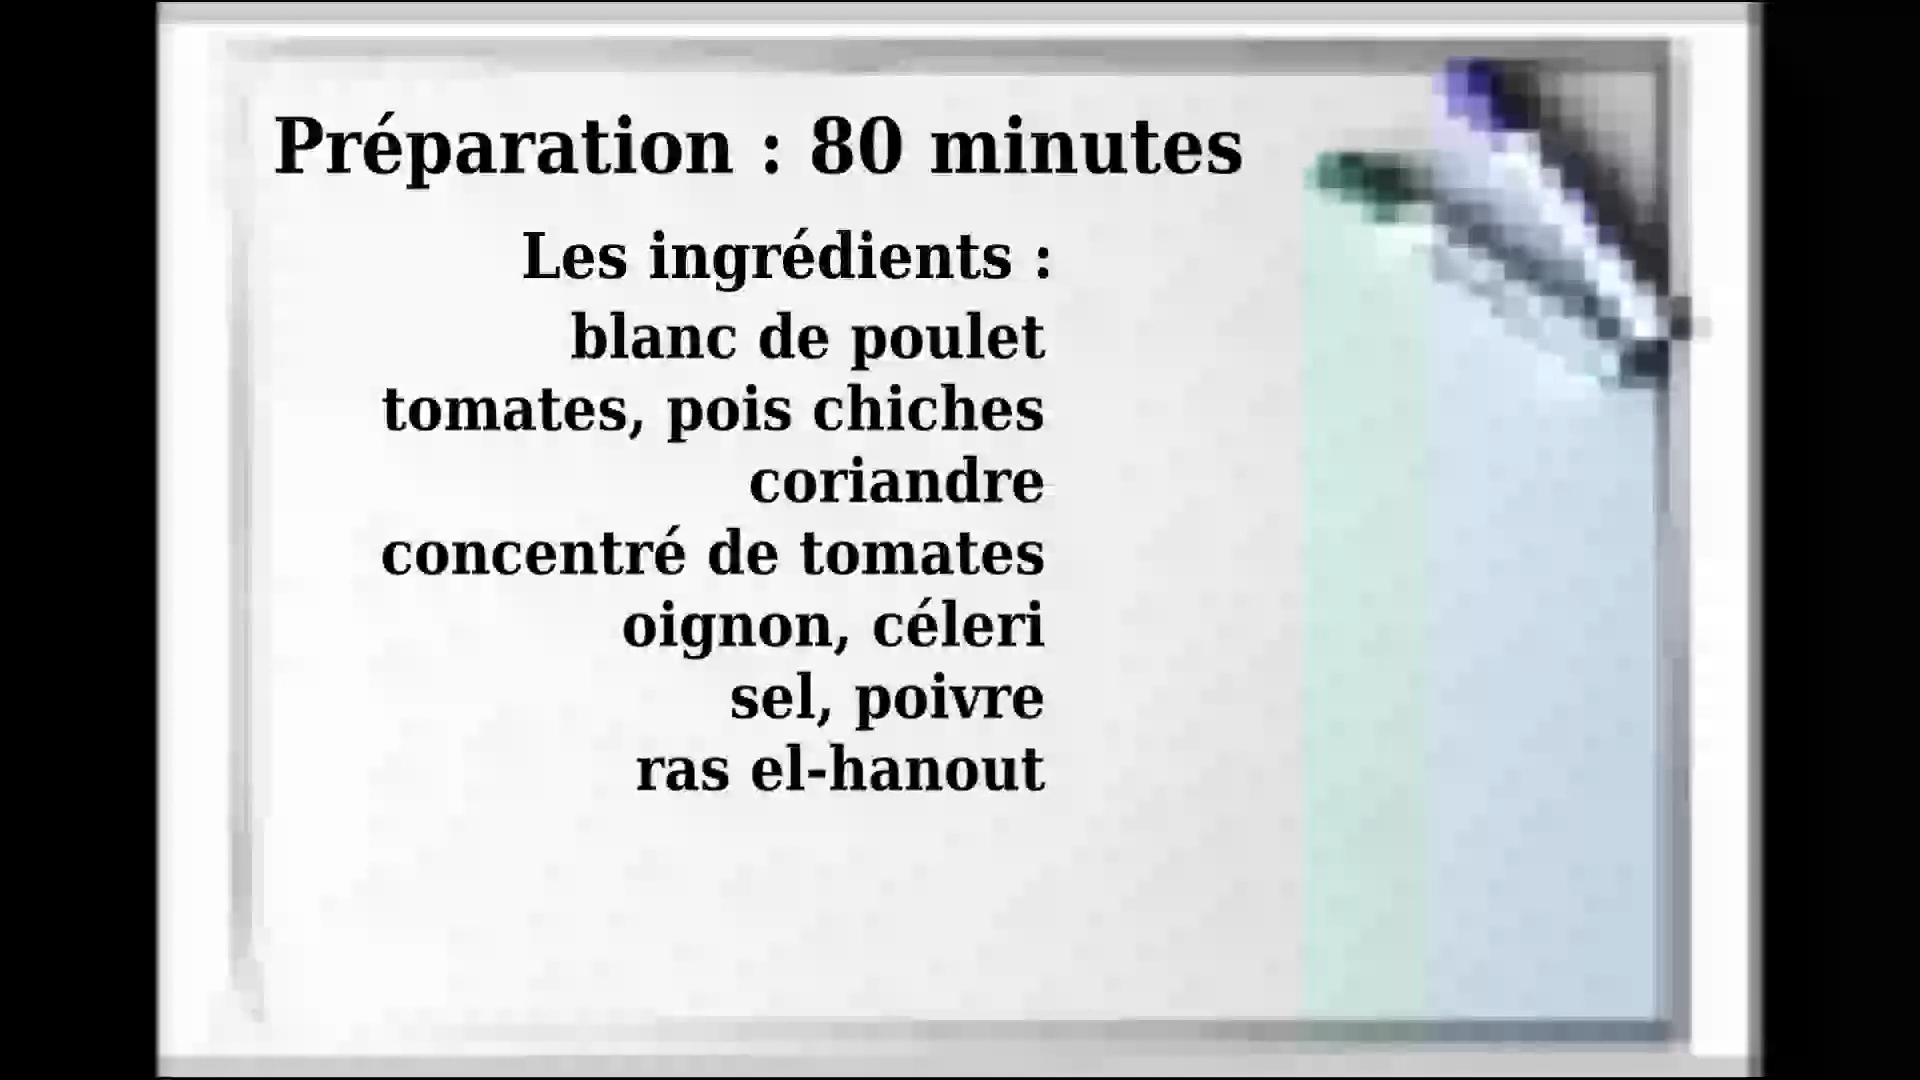 Préparation : 80 minutes
Les ingrédients :
blanc de poulet
tomates, pois chiches
coriandre
concentré de tomates
oignon, céleri
sel, poivre
ras el-hanout